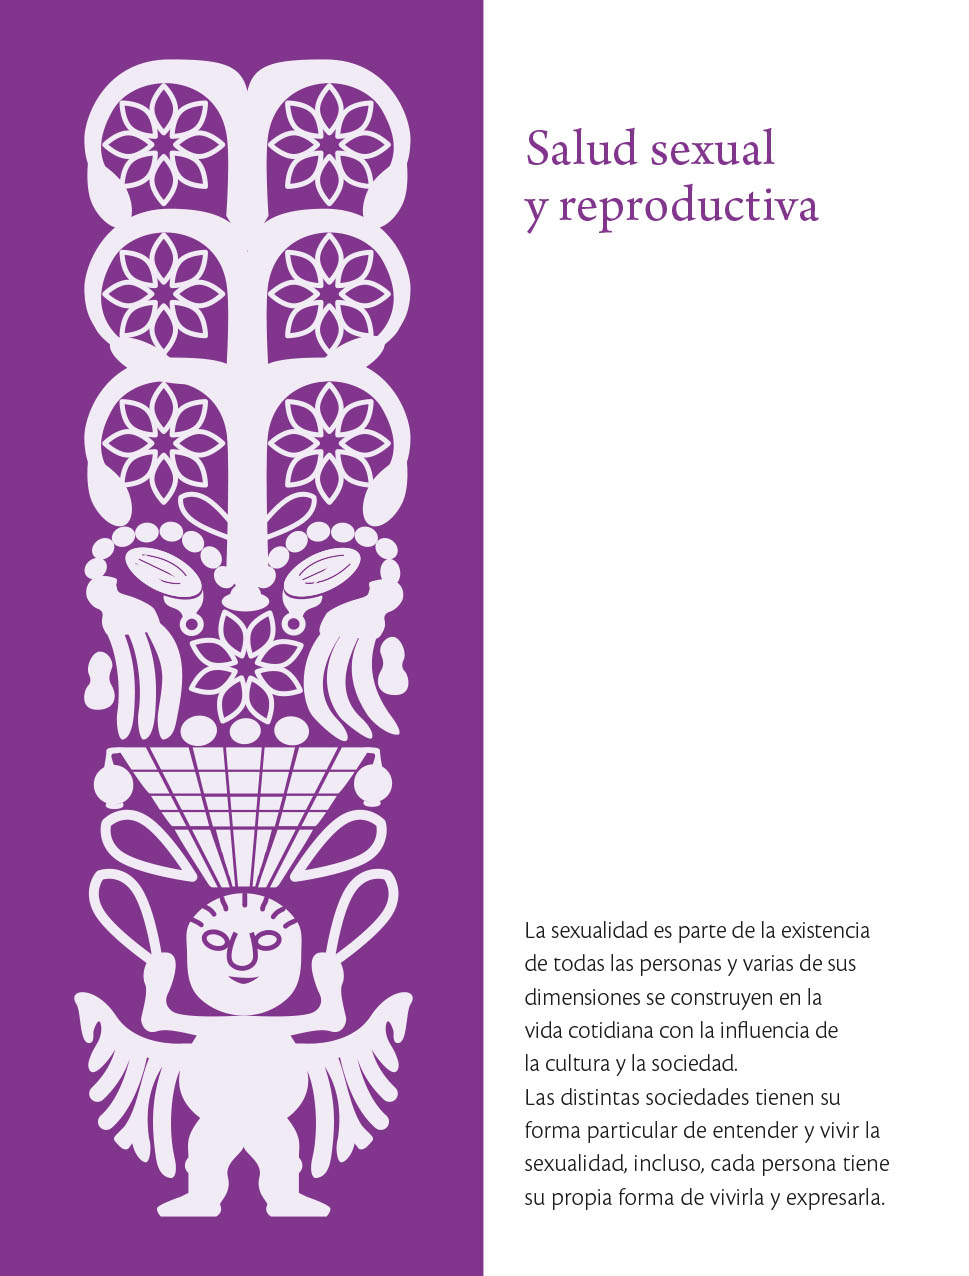 Salud sexual
y reproductiva
La sexualidad es parte de la existencia
de todas las personas y varias de sus
dimensiones se construyen en la
vida cotidiana con la influencia de
la cultura y la sociedad.
Las distintas sociedades tienen su
forma particular de entender y vivir la
sexualidad, incluso, cada persona tiene
su propia forma de vivirla y expresarla.